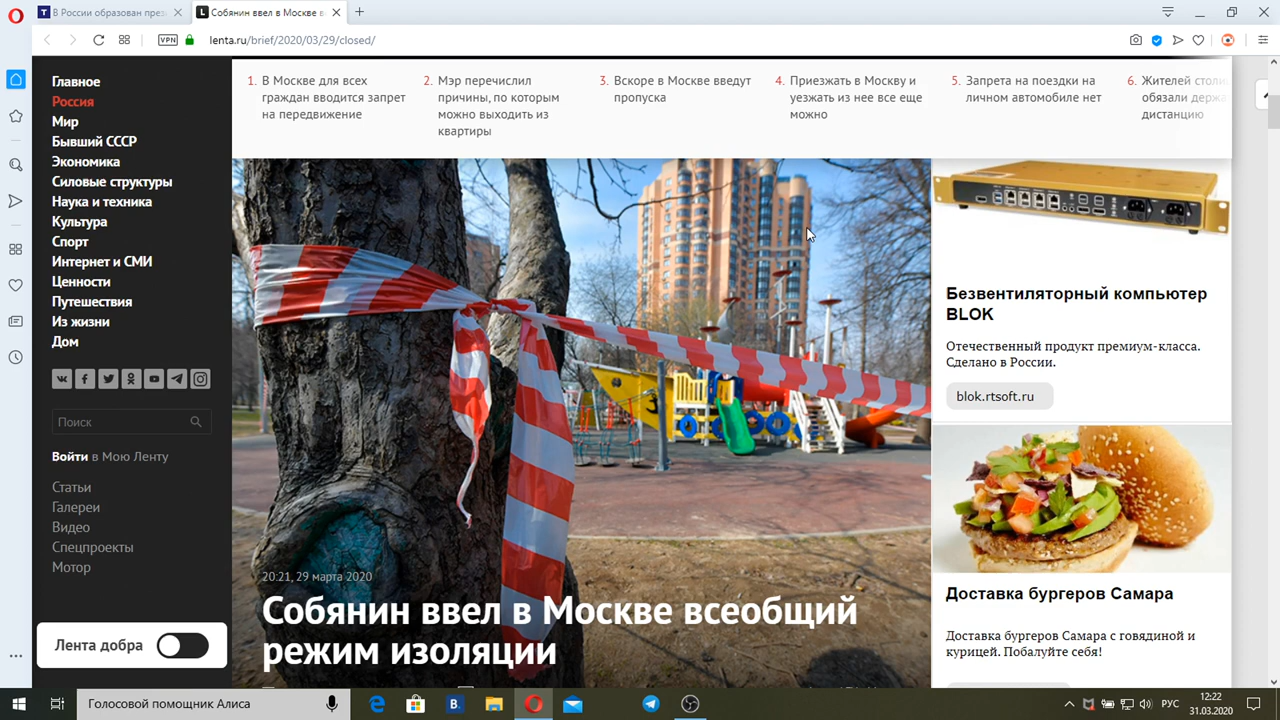 В России образован през
Собянин ввел в Москве в
VPN
lenta.ru/brief/2020/03/29/closed/
Главное
Россия
Мир
Бывший СССР
Экономика
Силовые структуры
Наука и техника
Культура
Спорт
Интернет и СМИ
Ценности
Путешествия
Из жизни
Дом
Поиск
Войти в Мою Ленту
Статьи
Галереи
Видео
Спецпроекты
Мотор
Лента добра
1. В Москве для всех
граждан вводится запрет
на передвижение
2. Мэр перечислил
причины, по которым
можно выходить из
квартиры
3. Вскоре в Москве введут
пропуска
4. Приезжать в Москву и
уезжать из нее все еще
можно
5. Запрета на поездки на
личном автомобиле нет
6. Жителей столи
обязали держа
дистанцию
20:21, 29 марта 2020
Собянин ввел в Москве всеобщий
режим изоляции
Безвентиляторный компьютер
BLOK
Отечественный продукт премиум-класса.
Сделано в России.
blok.rtsoft.ru
Доставка бургеров Самара
Доставка бургеров Самара с говядиной и
курицей. Побалуйте себя!
Голосовой помощник Алиса
РУС
12:22
31.03.2020